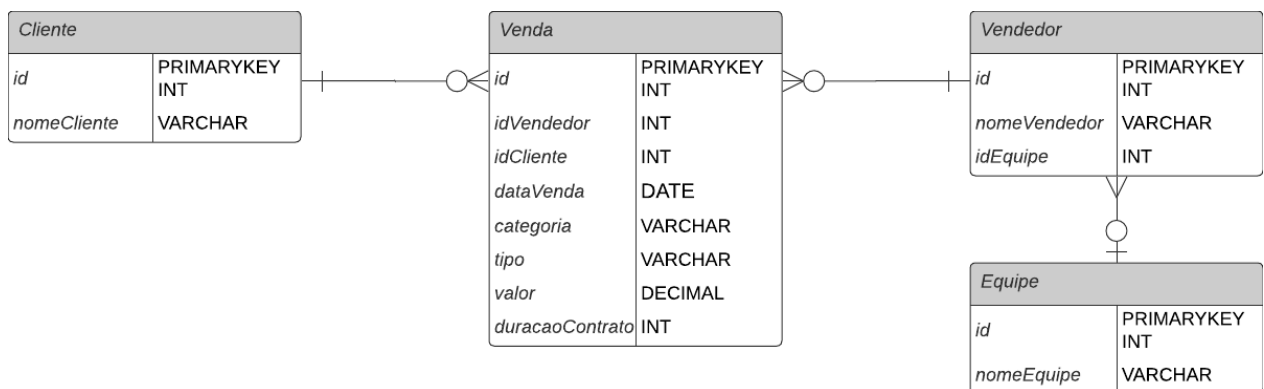 Cliente
id PRIMARYKEY
INT
nomeCliente VARCHAR
Venda
id PRIMARYKEY
INT
idVendedor INT
idCliente INT
dataVenda DATE
categoria VARCHAR
tipo VARCHAR
valor DECIMAL
duracaoContrato INT
Vendedor
id PRIMARYKEY
INT
nomeVendedor VARCHAR
idEquipe INT
Equipe
id PRIMARYKEY
INT
nomeEquipe VARCHAR